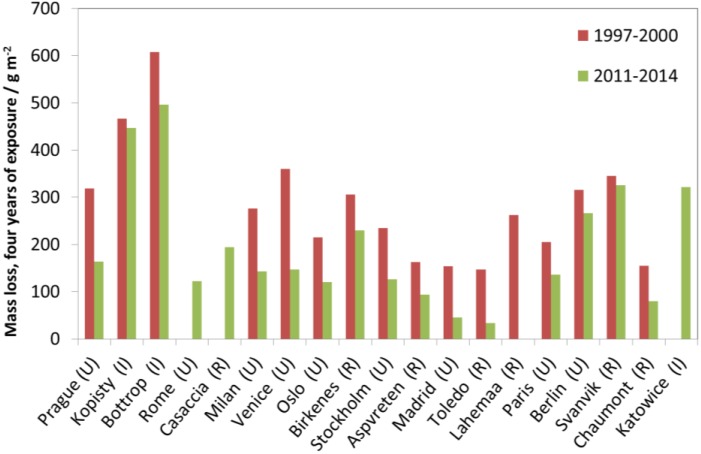 700
600
500
400
300
200
100
0
Mass loss, four years of exposure / g m-2
1997-2000
2011-2014
Prague (U)
Kopisty (I)
Bottrop (I)
Rome (U)
Casaccia (R)
Milan (U)
Venice (U)
Oslo (U)
Birkenes (R)
Stockholm (U)
Aspvreten (R)
Madrid (U)
Toledo (R)
Lahemaa (R)
Paris (U)
Berlin (U)
Svanvik (R)
Chaumont (R)
Katowice (I)